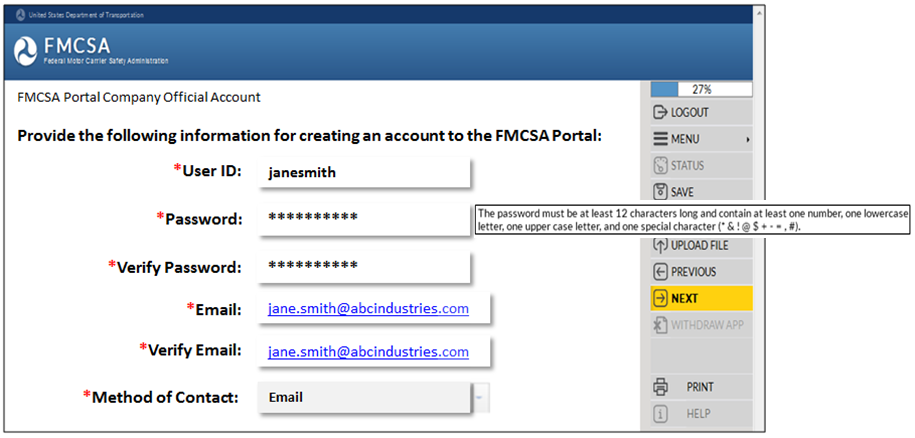 United States Department of Transportation
FMCSA
Federal Motor Carrier Safety Administration
FMCSA Portal Company Official Account
Provide the following information for creating an account to the FMCSA Portal:
*User ID: janesmith
*Password: **********
The password must be at least 12 characters long and contain at least one number, one lowercase
letter, one upper case letter, and one special character (* & ! @ $ + - = , #).
*Verify Password: **********
*Email: jane.smith@abcindustries.com
*Verify Email: jane.smith@abcindustries.com
*Method of Contact: Email
27%
LOGOUT
MENU
STATUS
SAVE
UPLOAD FILE
PREVIOUS
NEXT
WITHDRAW APP
PRINT
HELP